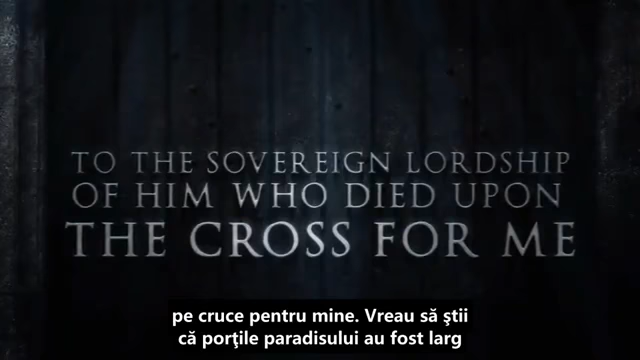 TO THE SOVEREIGN LORDSHIP
OF HIM WHO DIED UPON
THE CROSS FOR ME
pe cruce pentru mine. Vreau să ştii
că porţile paradisului au fost larg